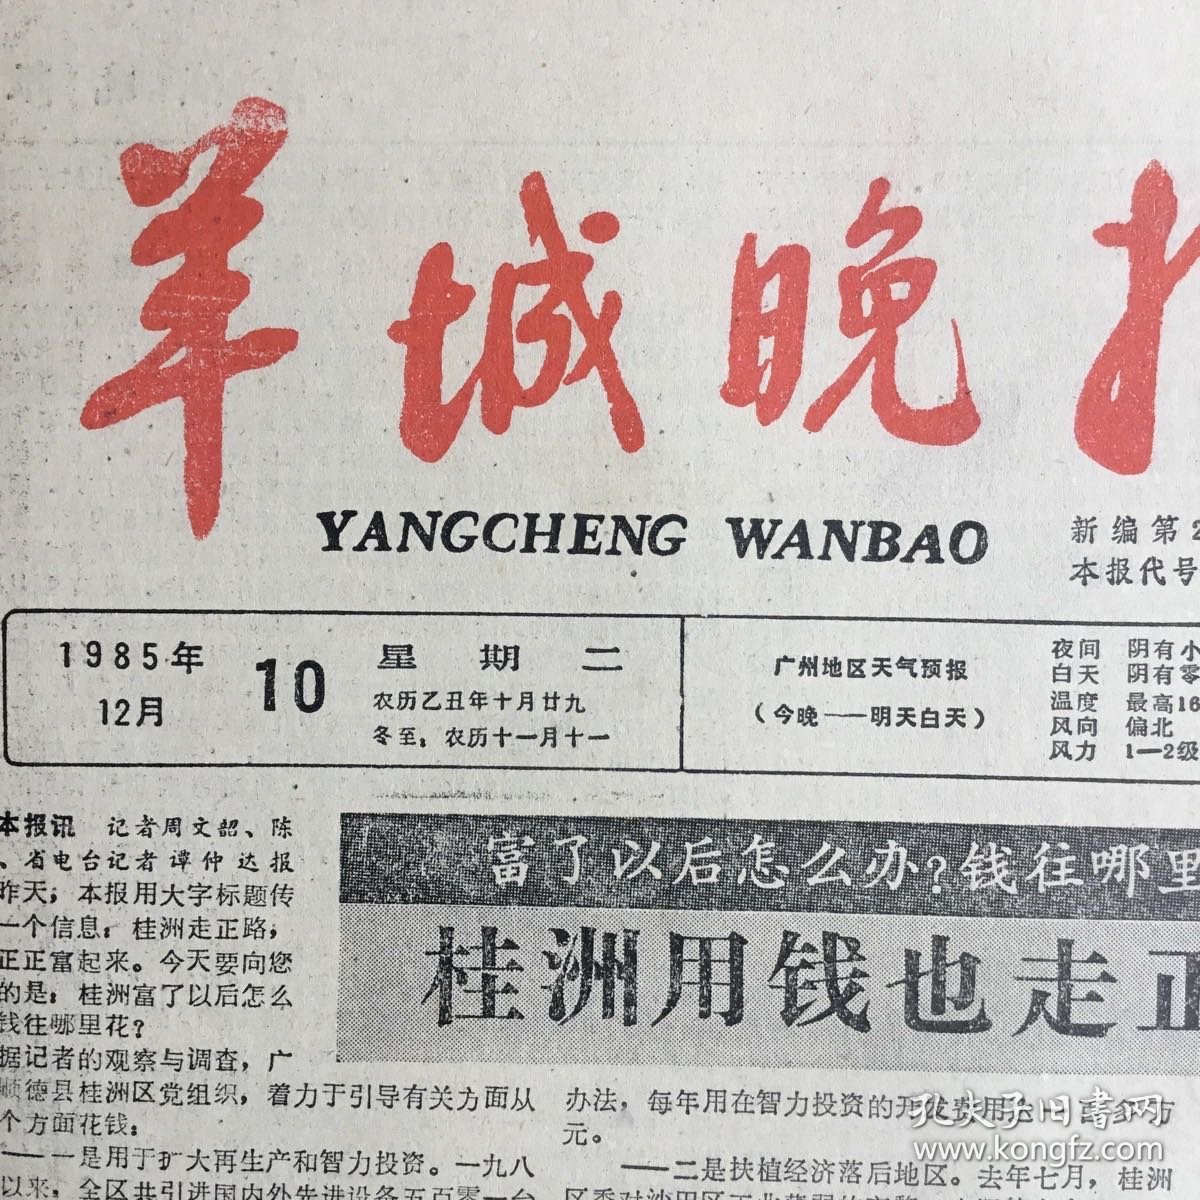 羊城晚报
YANGCHENG WANBAO
新编第2
本报代号
1985年
12月
10
星期二
农历乙丑年十月廿九
冬至：农历十一月十一
广州地区天气预报
（今晚——明天白天）
夜间 阴有小
白天 阴有零
温度 最高16
风向 偏北
风力 1—2级
富了以后怎么办？钱往哪里
桂洲用钱也走正
本报讯 记者周文韶、陈
、省电台记者谭仲达报
昨天，本报用大字标题传
一个信息：桂洲走正路，
正正富起来。今天要向您
的是：桂洲富了以后怎么
钱往哪里花？
据记者的观察与调查，广
顺德县桂洲区党组织，着力于引导有关方面从
个方面花钱：
——一是用于扩大再生产和智力投资。一九八
以来，全区共引进国内外先进设备五百零一台
办法，每年用在智力投资的开发费用
元。
——二是扶植经济落后地区。去年七月，桂洲
孔夫子旧书网
www.kongfz.com